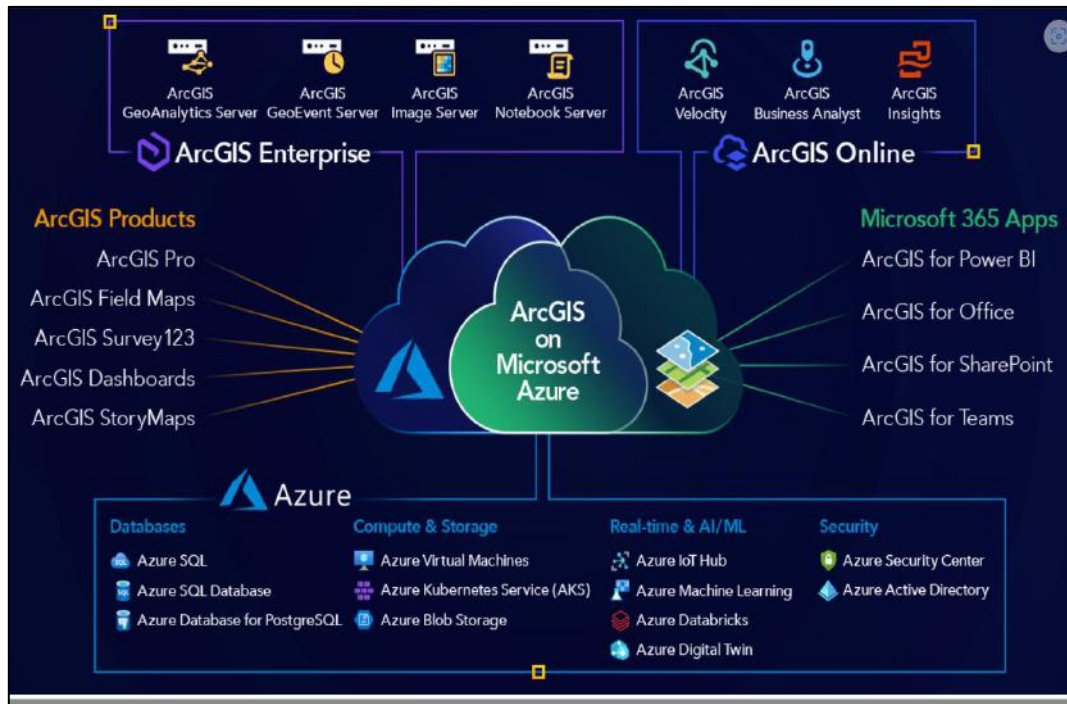 ArcGIS
GeoAnalytics Server
ArcGIS
GeoEvent Server
ArcGIS
Image Server
ArcGIS
Notebook Server
ArcGIS Enterprise
ArcGIS
Velocity
ArcGIS
Business Analyst
ArcGIS
Insights
ArcGIS Online
ArcGIS Products
ArcGIS Pro
ArcGIS Field Maps
ArcGIS Survey123
ArcGIS Dashboards
ArcGIS StoryMaps
ArcGIS
on
Microsoft
Azure
Microsoft 365 Apps
ArcGIS for Power BI
ArcGIS for Office
ArcGIS for SharePoint
ArcGIS for Teams
Azure
Databases
SQL
Azure SQL
SQL
Azure SQL Database
Azure Database for PostgreSQL
Compute & Storage
Azure Virtual Machines
Azure Kubernetes Service (AKS)
Azure Blob Storage
Real-time & AI/ML
Azure IoT Hub
Azure Machine Learning
Azure Databricks
Azure Digital Twin
Security
Azure Security Center
Azure Active Directory